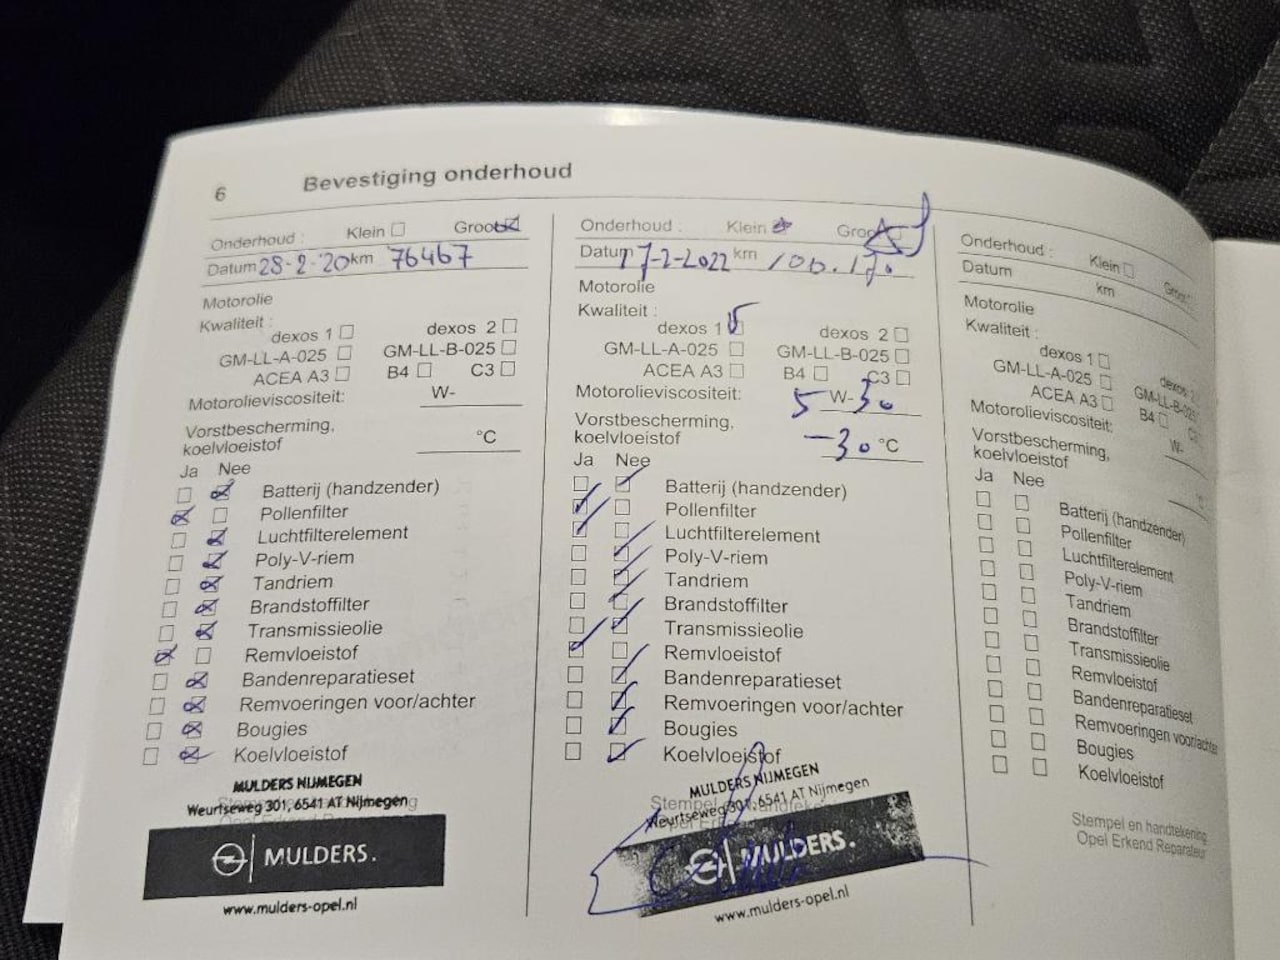 6 Bevestiging onderhoud
Onderhoud : Klein Groot
Datum 28-2-'20 km 76467
Motorolie
Kwaliteit :
dexos 1 dexos 2
GM-LL-A-025 GM-LL-B-025
ACEA A3 B4 C3
Motorolieviscositeit: W-
Vorstbescherming,
koelvloeistof °C
Ja Nee
Batterij (handzender)
Pollenfilter
Luchtfilterelement
Poly-V-riem
Tandriem
Brandstoffilter
Transmissieolie
Remvloeistof
Bandenreparatieset
Remvoeringen voor/achter
Bougies
Koelvloeistof
MULDERS NIJMEGEN
Weurtseweg 301, 6541 AT Nijmegen
MULDERS.
www.mulders-opel.nl
Onderhoud : Klein Groot
Datum 17-2-2022 km
Motorolie
Kwaliteit :
dexos 1 dexos 2
GM-LL-A-025 GM-LL-B-025
ACEA A3 B4 C3
Motorolieviscositeit: 5 W-30
Vorstbescherming,
koelvloeistof -30 °C
Ja Nee
Batterij (handzender)
Pollenfilter
Luchtfilterelement
Poly-V-riem
Tandriem
Brandstoffilter
Transmissieolie
Remvloeistof
Bandenreparatieset
Remvoeringen voor/achter
Bougies
Koelvloeistof
MULDERS NIJMEGEN
Weurtseweg 301, 6541 AT Nijmegen
MULDERS.
www.mulders-opel.nl
Onderhoud : Klein Groot
Datum km
Motorolie
Kwaliteit :
dexos 1 dexos 2
GM-LL-A-025 GM-LL-B-025
ACEA A3 B4 C3
Motorolieviscositeit: W-
Vorstbescherming,
koelvloeistof
Ja Nee
Batterij (handzender)
Pollenfilter
Luchtfilterelement
Poly-V-riem
Tandriem
Brandstoffilter
Transmissieolie
Remvloeistof
Bandenreparatieset
Remvoeringen voor/achter
Bougies
Koelvloeistof
Stempel en handtekening
Opel Erkend Reparateur